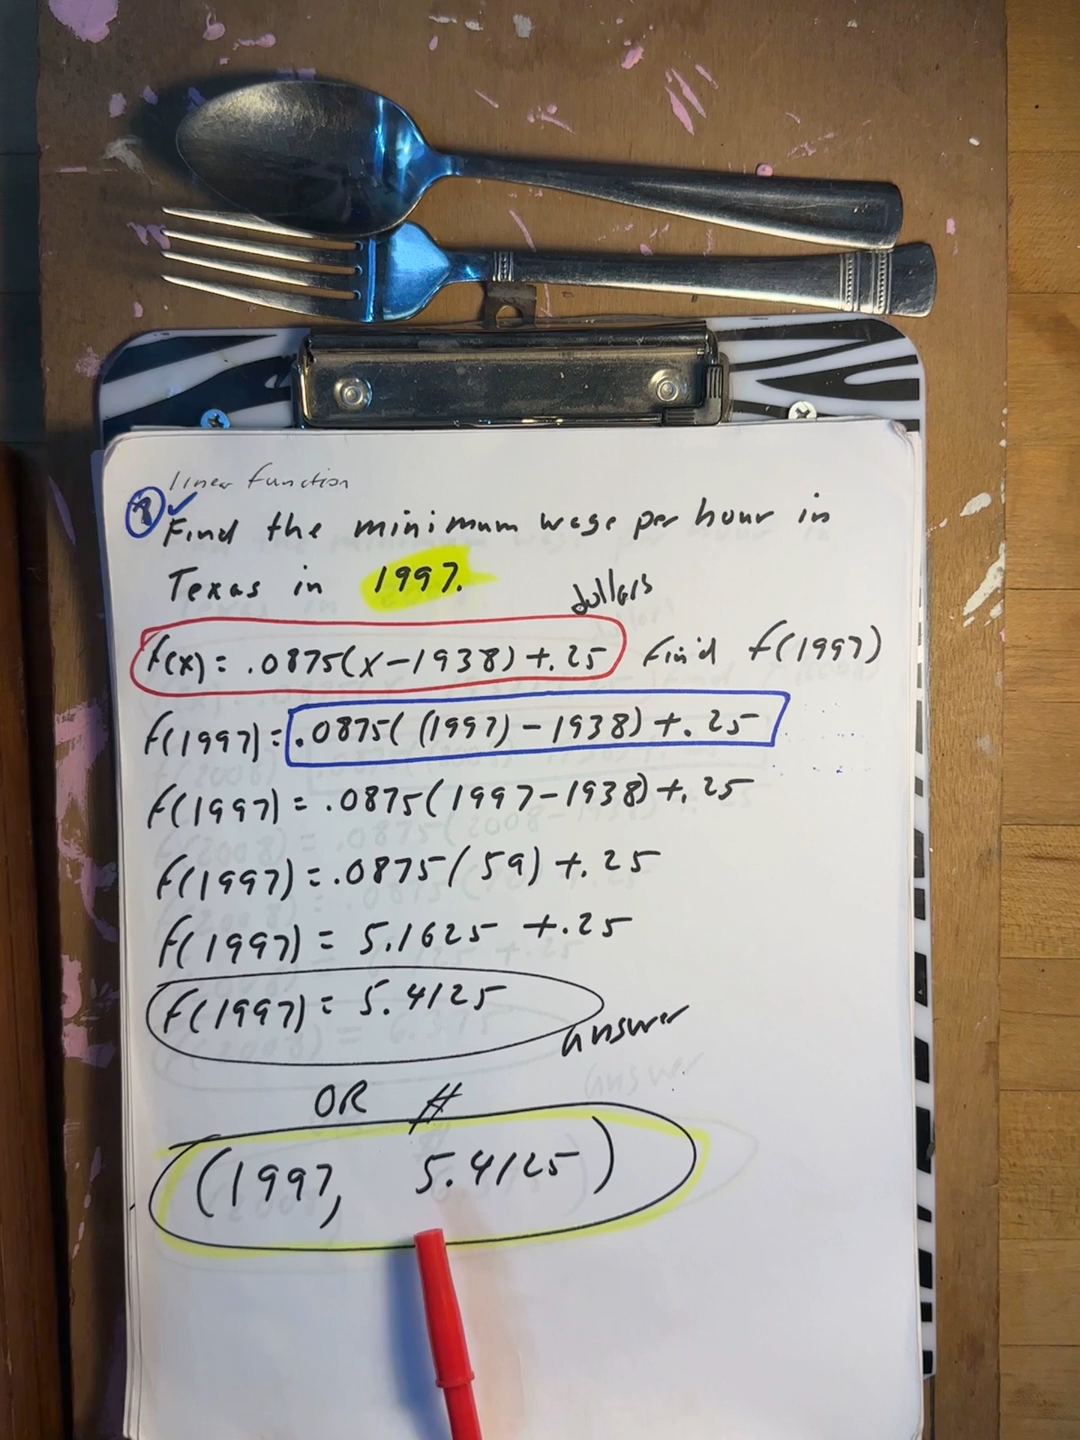 linear function
Find the minimum wage per hour in
Texas in 1997.
dollars
f(x) = .0875(x-1938) + .25 find f(1997)
f(1997) = .0875((1997) - 1938) + .25
f(1997) = .0875(1997-1938) + .25
f(1997) = .0875(59) + .25
f(1997) = 5.1625 + .25
f(1997) = 5.4125
answer
OR #
(1997, 5.4125)